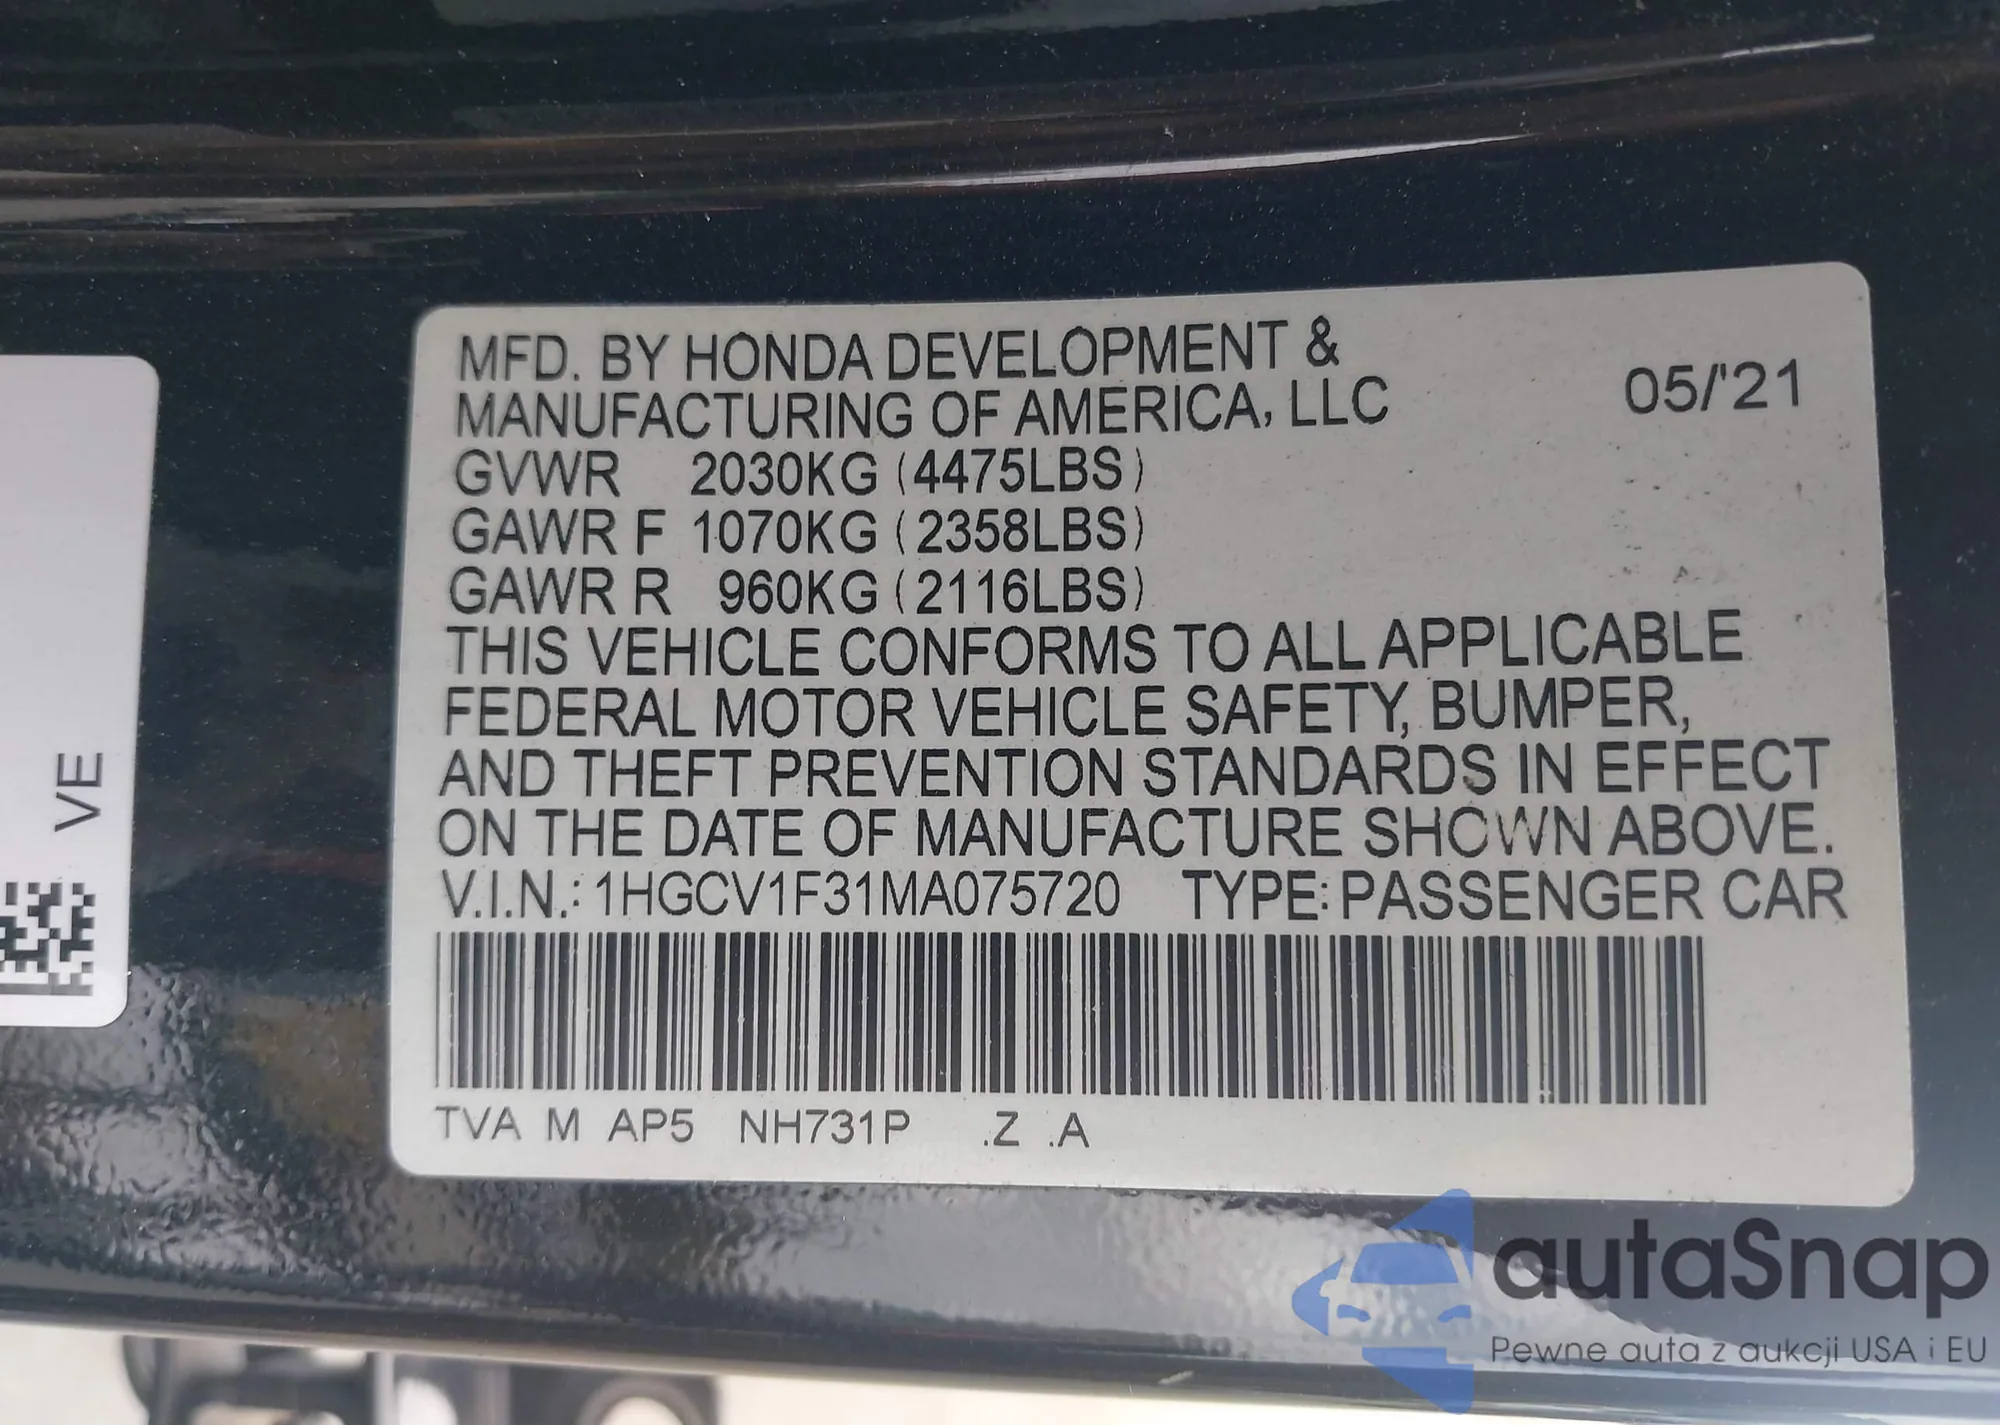 MFD. BY HONDA DEVELOPMENT &
MANUFACTURING OF AMERICA, LLC
05/'21
GVWR 2030KG (4475LBS)
GAWR F 1070KG (2358LBS)
GAWR R 960KG (2116LBS)
THIS VEHICLE CONFORMS TO ALL APPLICABLE
FEDERAL MOTOR VEHICLE SAFETY, BUMPER,
AND THEFT PREVENTION STANDARDS IN EFFECT
ON THE DATE OF MANUFACTURE SHOWN ABOVE.
V.I.N.: 1HGCV1F31MA075720 TYPE: PASSENGER CAR
TVA M AP5 NH731P .Z .A
VE
autaSnap
Pewne auta z aukcji USA i EU